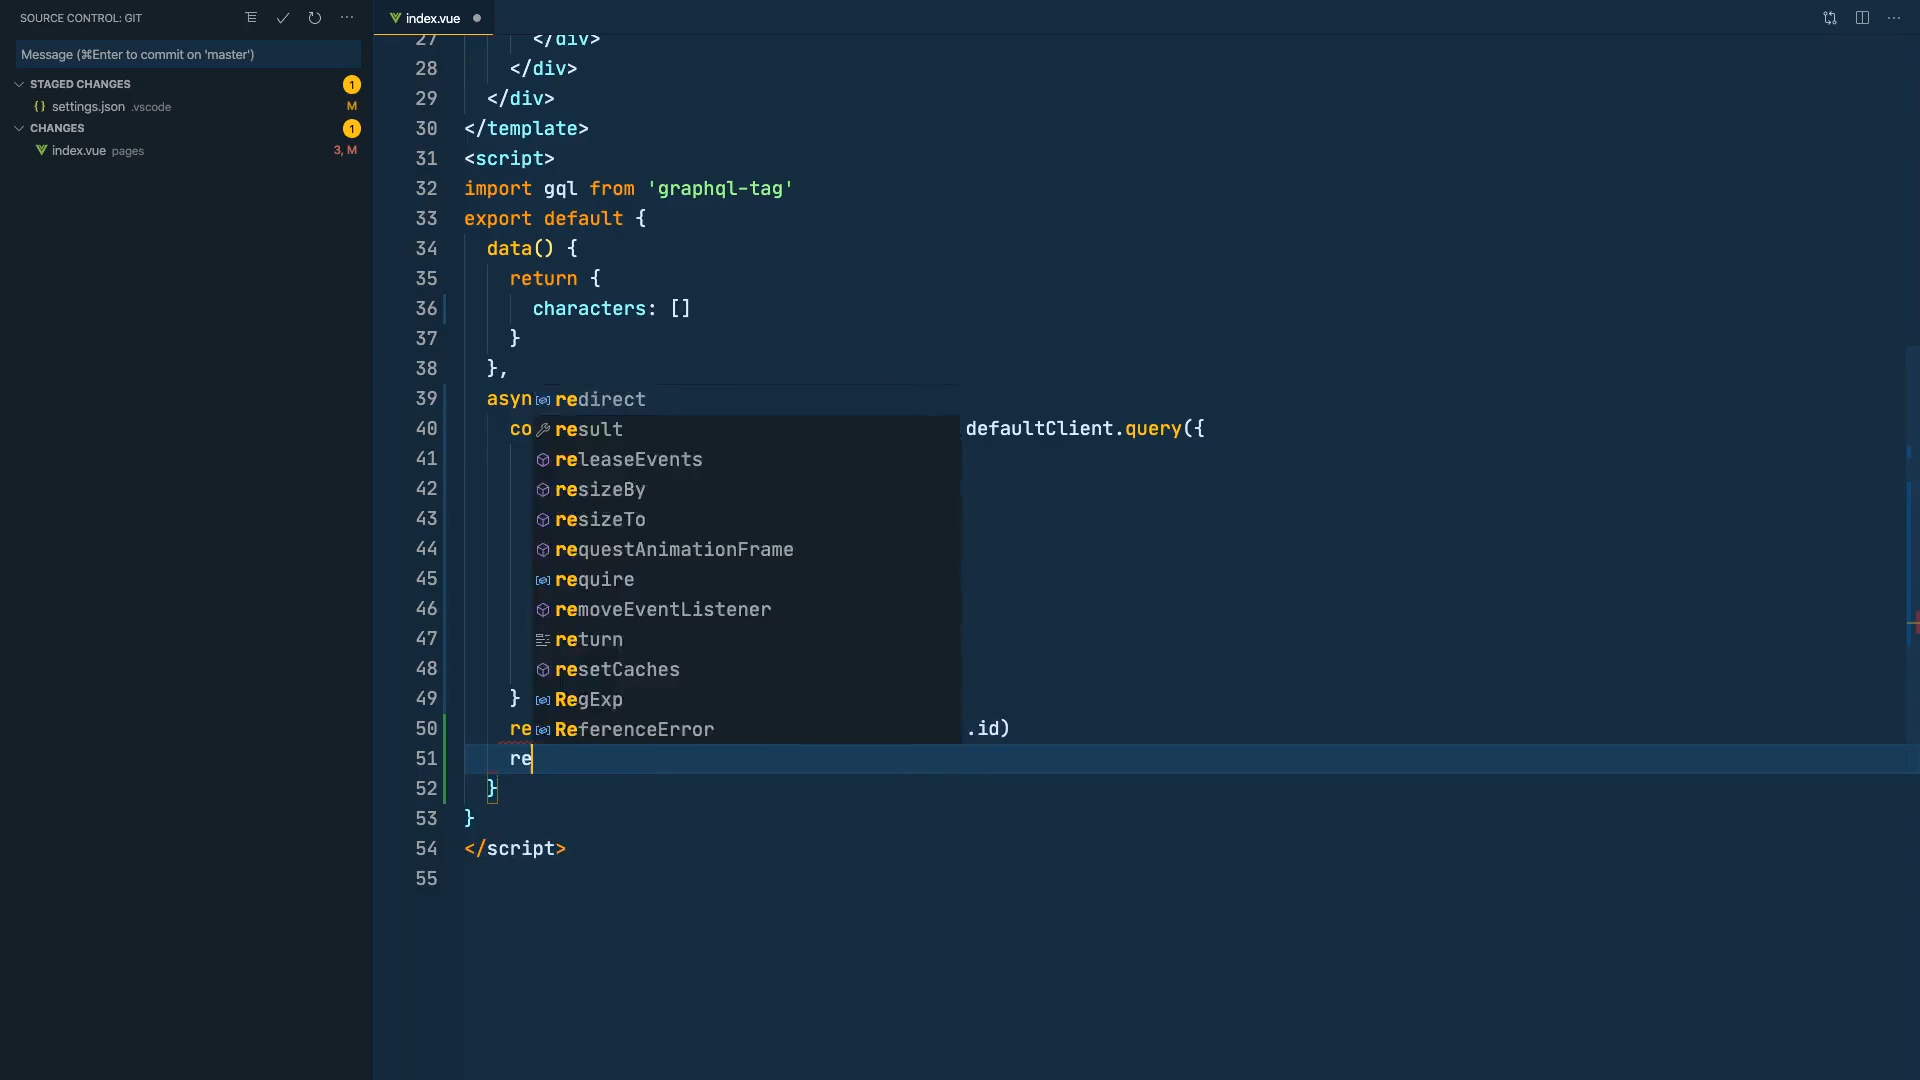 SOURCE CONTROL: GIT
Message (⌘Enter to commit on 'master')
STAGED CHANGES 1
{} settings.json .vscode M
CHANGES 1
index.vue pages 3, M
index.vue
27 </div>
28 </div>
29 </div>
30 </template>
31 <script>
32 import gql from 'graphql-tag'
33 export default {
34 data() {
35 return {
36 characters: []
37 }
38 },
39 asyn
40 co defaultClient.query({
41
42
43
44
45
46
47
48
49 }
50 re .id)
51 re
52 }
53 }
54 </script>
55
redirect
result
releaseEvents
resizeBy
resizeTo
requestAnimationFrame
require
removeEventListener
return
resetCaches
RegExp
ReferenceError